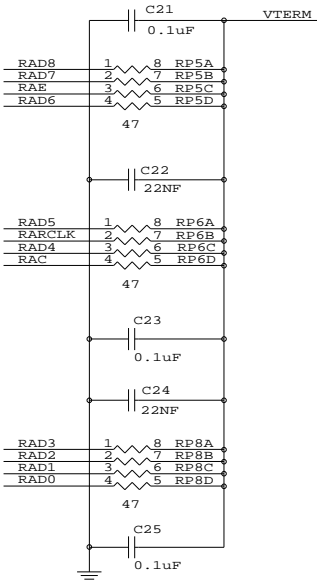 C21
VTERM
0.1uF
RAD8 1 8 RP5A
RAD7 2 7 RP5B
RAE 3 6 RP5C
RAD6 4 5 RP5D
47
C22
22NF
RAD5 1 8 RP6A
RARCLK 2 7 RP6B
RAD4 3 6 RP6C
RAC 4 5 RP6D
47
C23
0.1uF
C24
22NF
RAD3 1 8 RP8A
RAD2 2 7 RP8B
RAD1 3 6 RP8C
RAD0 4 5 RP8D
47
C25
0.1uF